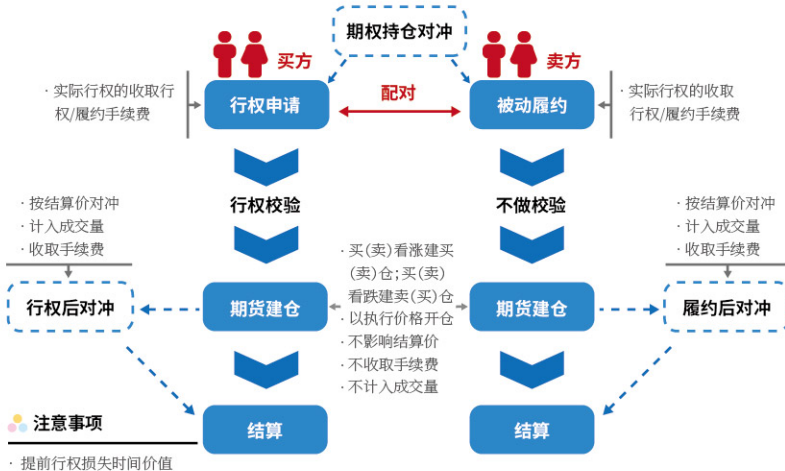 期权持仓对冲
买方
卖方
· 实际行权的收取行
权/履约手续费
行权申请
配对
被动履约
· 实际行权的收取
行权/履约手续费
行权校验
不做校验
· 按结算价对冲
· 计入成交量
· 收取手续费
· 按结算价对冲
· 计入成交量
· 收取手续费
· 买(卖)看涨建买
(卖)仓;买(卖)
看跌建卖(买)仓
· 以执行价格开仓
· 不影响结算价
· 不收取手续费
· 不计入成交量
行权后对冲
期货建仓
期货建仓
履约后对冲
结算
结算
注意事项
· 提前行权损失时间价值